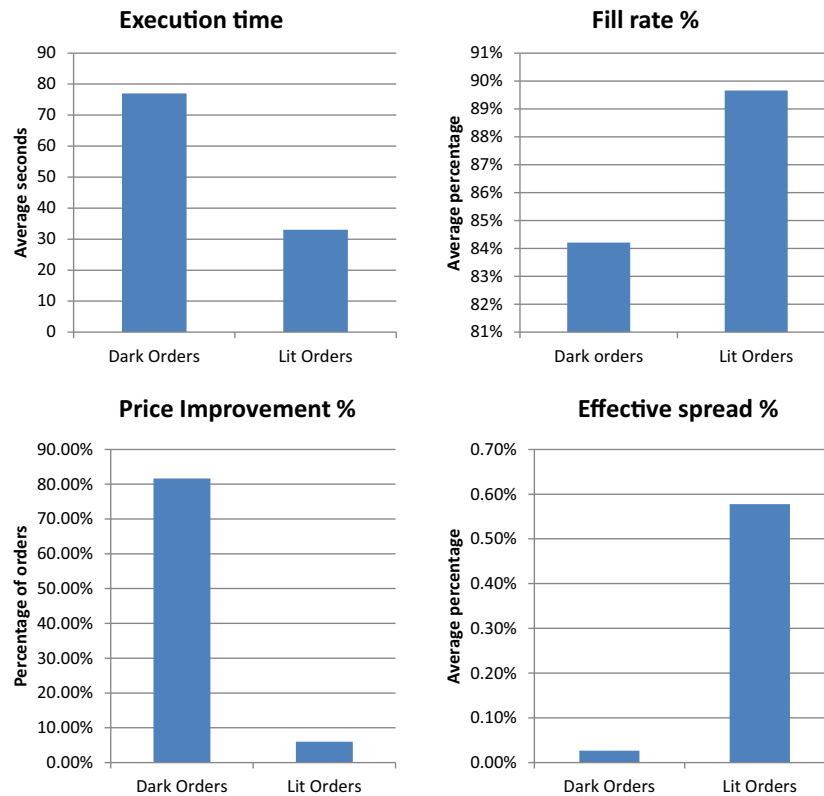 Execution time
90
80
70
60
50
40
30
20
10
0
Average seconds
Dark Orders
Lit Orders
Fill rate %
91%
90%
89%
88%
87%
86%
85%
84%
83%
82%
81%
Average percentage
Dark orders
Lit Orders
Price Improvement %
90.00%
80.00%
70.00%
60.00%
50.00%
40.00%
30.00%
20.00%
10.00%
0.00%
Percentage of orders
Dark Orders
Lit Orders
Effective spread %
0.70%
0.60%
0.50%
0.40%
0.30%
0.20%
0.10%
0.00%
Average percentage
Dark Orders
Lit Orders